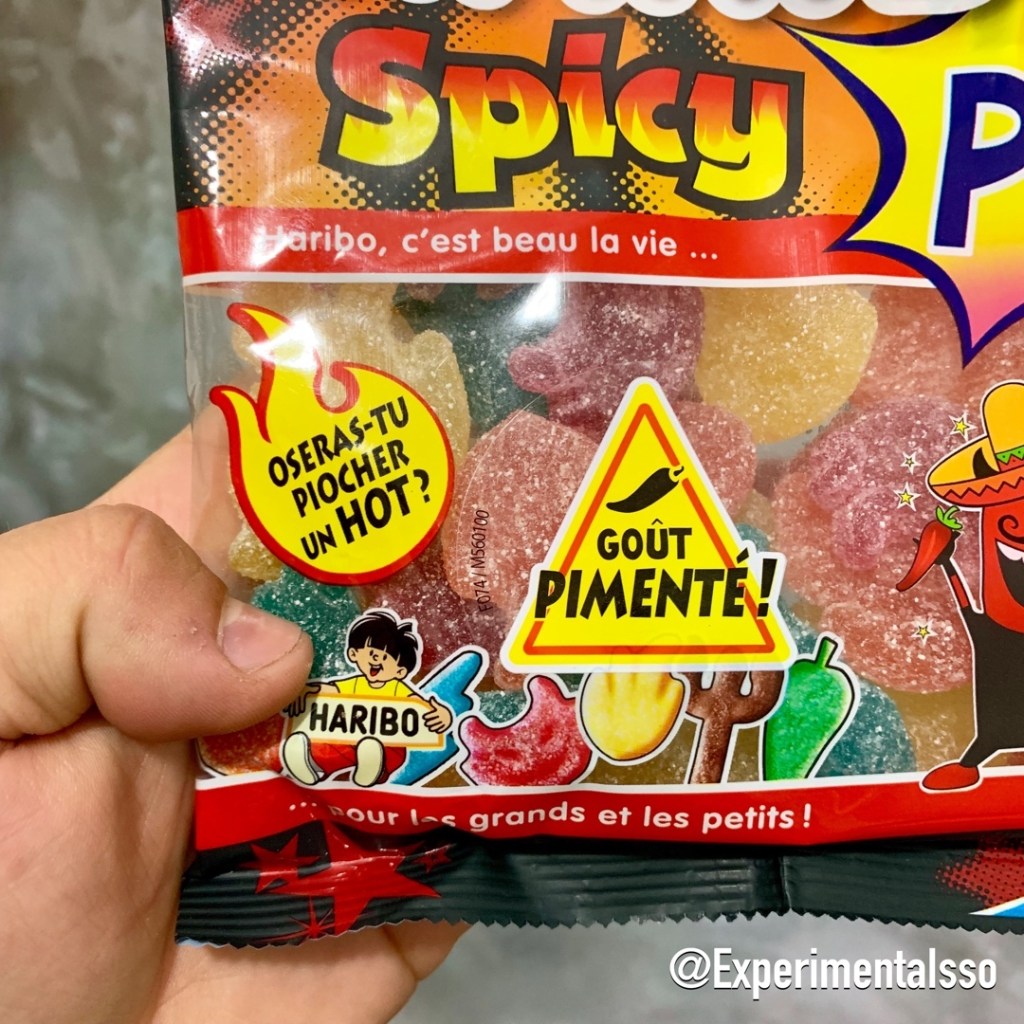 Spicy
P
Haribo, c'est beau la vie ...
OSERAS-TU
PIOCHER
UN HOT ?
GOÛT
PIMENTÉ !
F074 / MS60100
HARIBO
... pour les grands et les petits !
@Experimentalsso